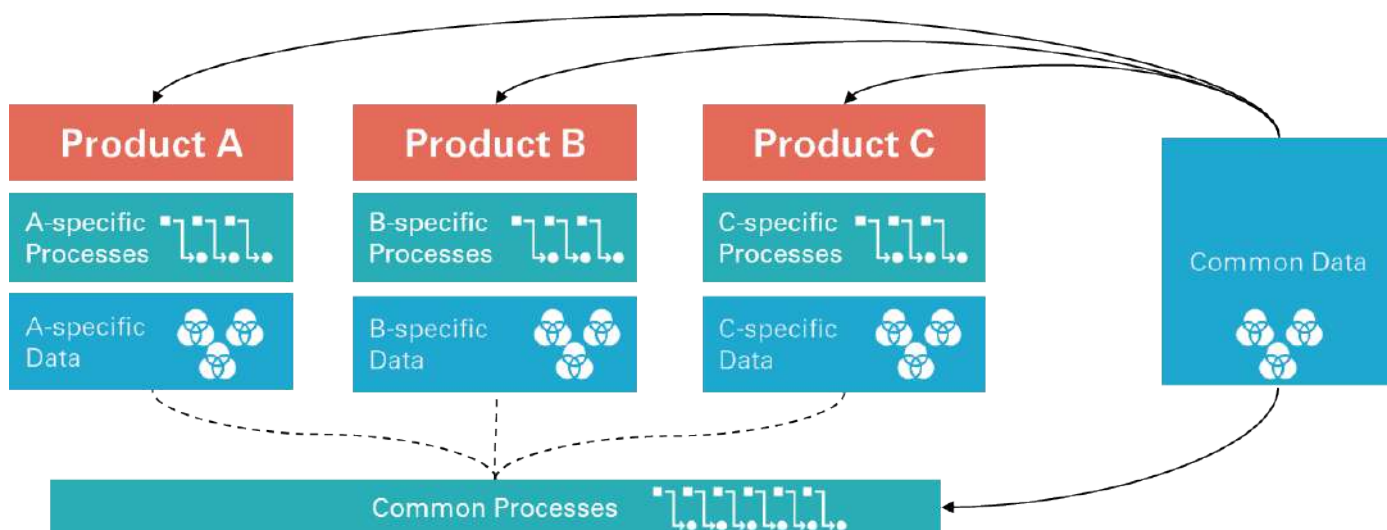 Product A
Product B
Product C
A-specific
Processes
B-specific
Processes
C-specific
Processes
Common Data
A-specific
Data
B-specific
Data
C-specific
Data
Common Processes